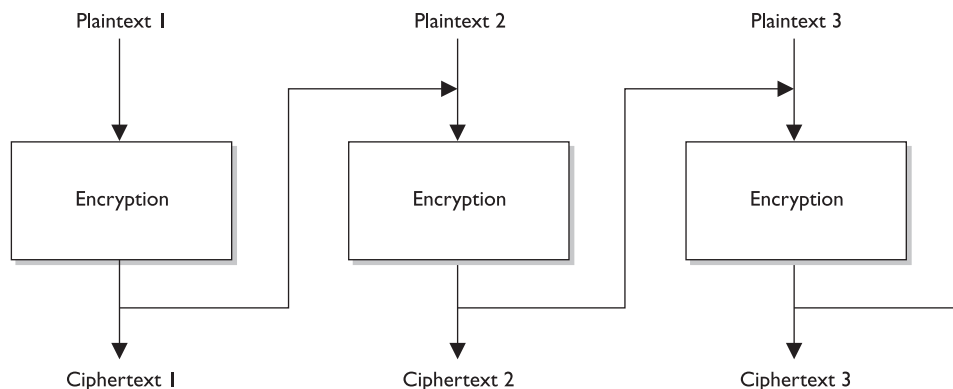 Plaintext 1
Plaintext 2
Plaintext 3
Encryption
Encryption
Encryption
Ciphertext 1
Ciphertext 2
Ciphertext 3